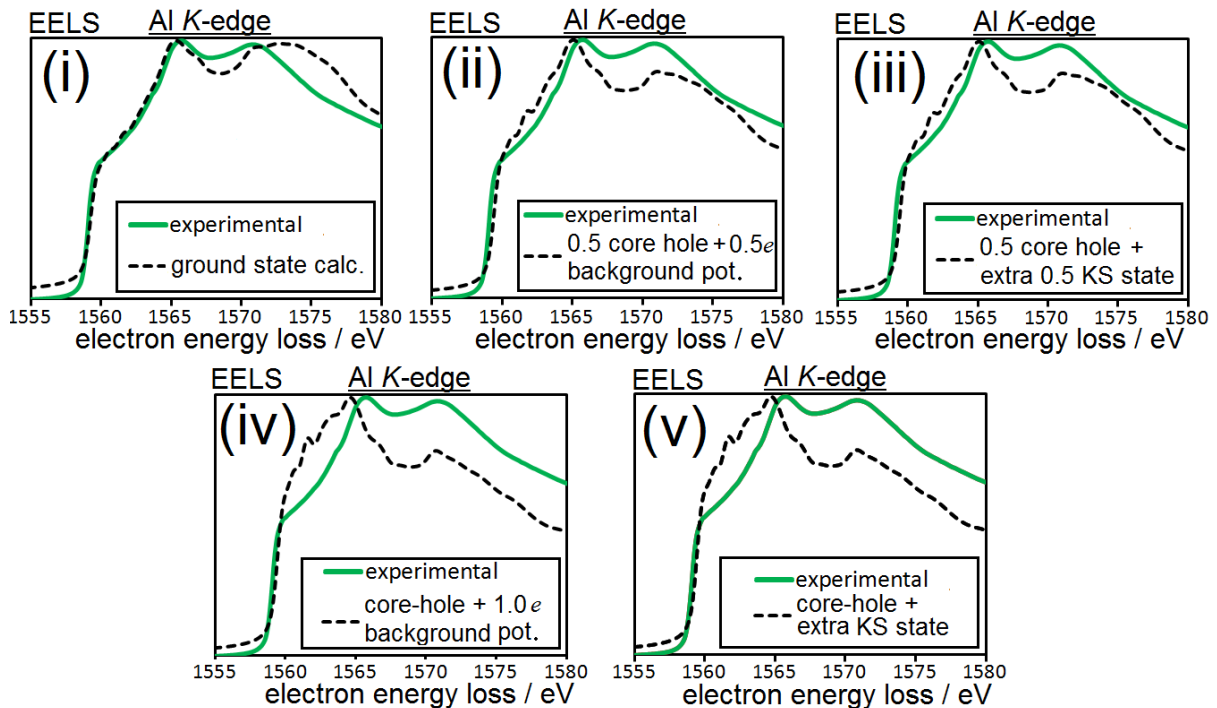 EELS Al K-edge
(i)
experimental
ground state calc.
1555 1560 1565 1570 1575 1580
electron energy loss / eV
EELS Al K-edge
(ii)
experimental
0.5 core hole + 0.5e
background pot.
1555 1560 1565 1570 1575 1580
electron energy loss / eV
EELS Al K-edge
(iii)
experimental
0.5 core hole +
extra 0.5 KS state
1555 1560 1565 1570 1575 1580
electron energy loss / eV
EELS Al K-edge
(iv)
experimental
core-hole + 1.0e
background pot.
1555 1560 1565 1570 1575 1580
electron energy loss / eV
EELS Al K-edge
(v)
experimental
core-hole +
extra KS state
1555 1560 1565 1570 1575 1580
electron energy loss / eV